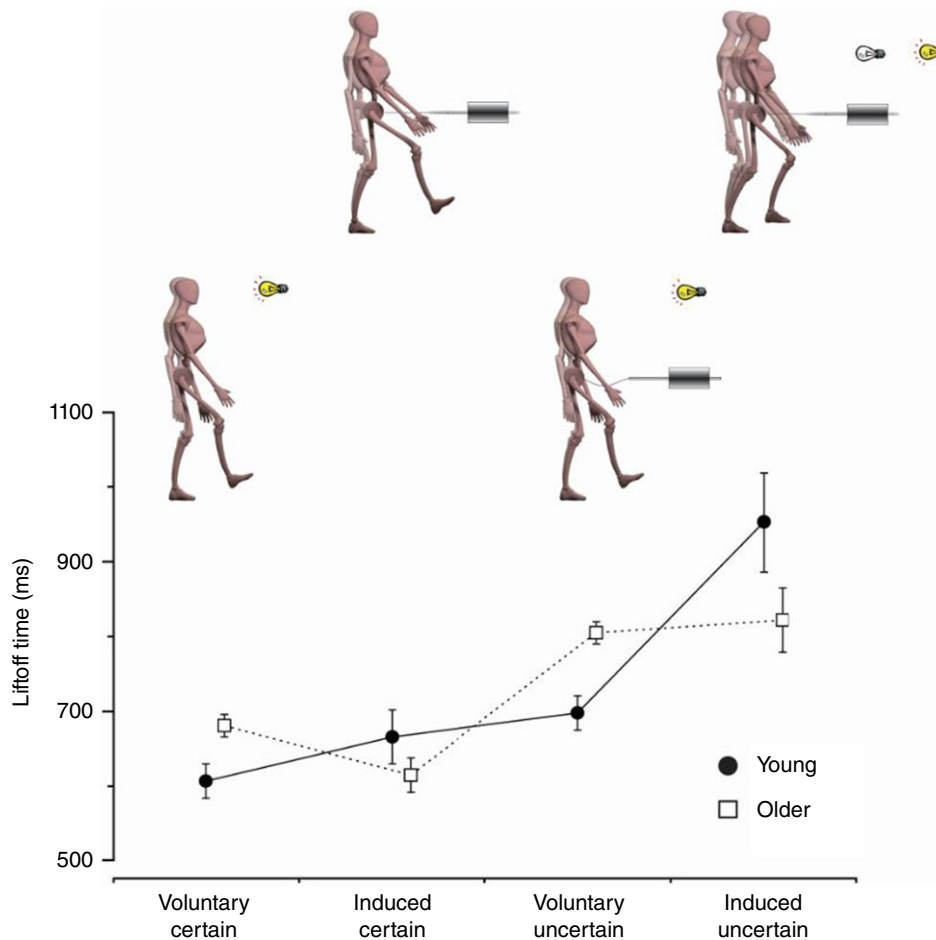 1100
900
700
500
Liftoff time (ms)
Young
Older
Voluntary
certain
Induced
certain
Voluntary
uncertain
Induced
uncertain